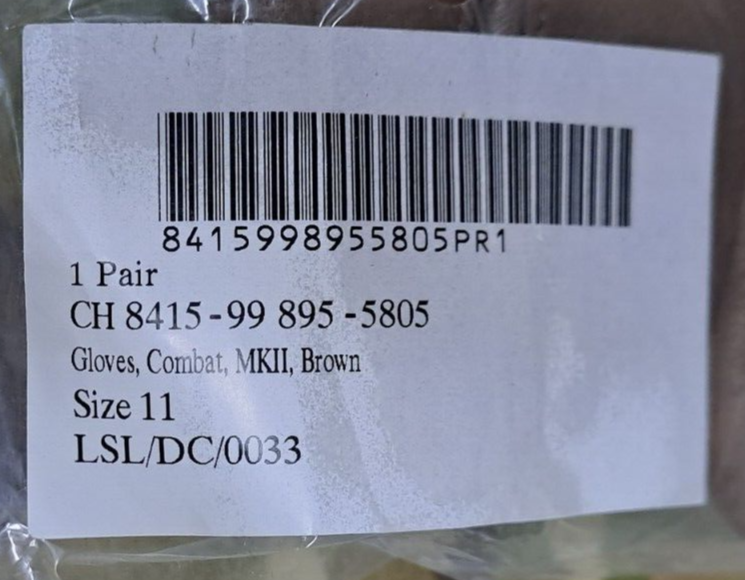 8415998955805PR1
1 Pair
CH 8415-99 895-5805
Gloves, Combat, MKII, Brown
Size 11
LSL/DC/0033